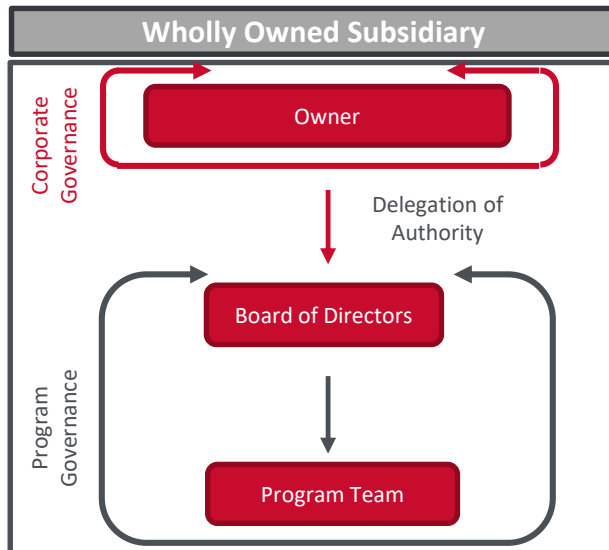 Wholly Owned Subsidiary
Corporate
Governance
Owner
Delegation of
Authority
Board of Directors
Program
Governance
Program Team